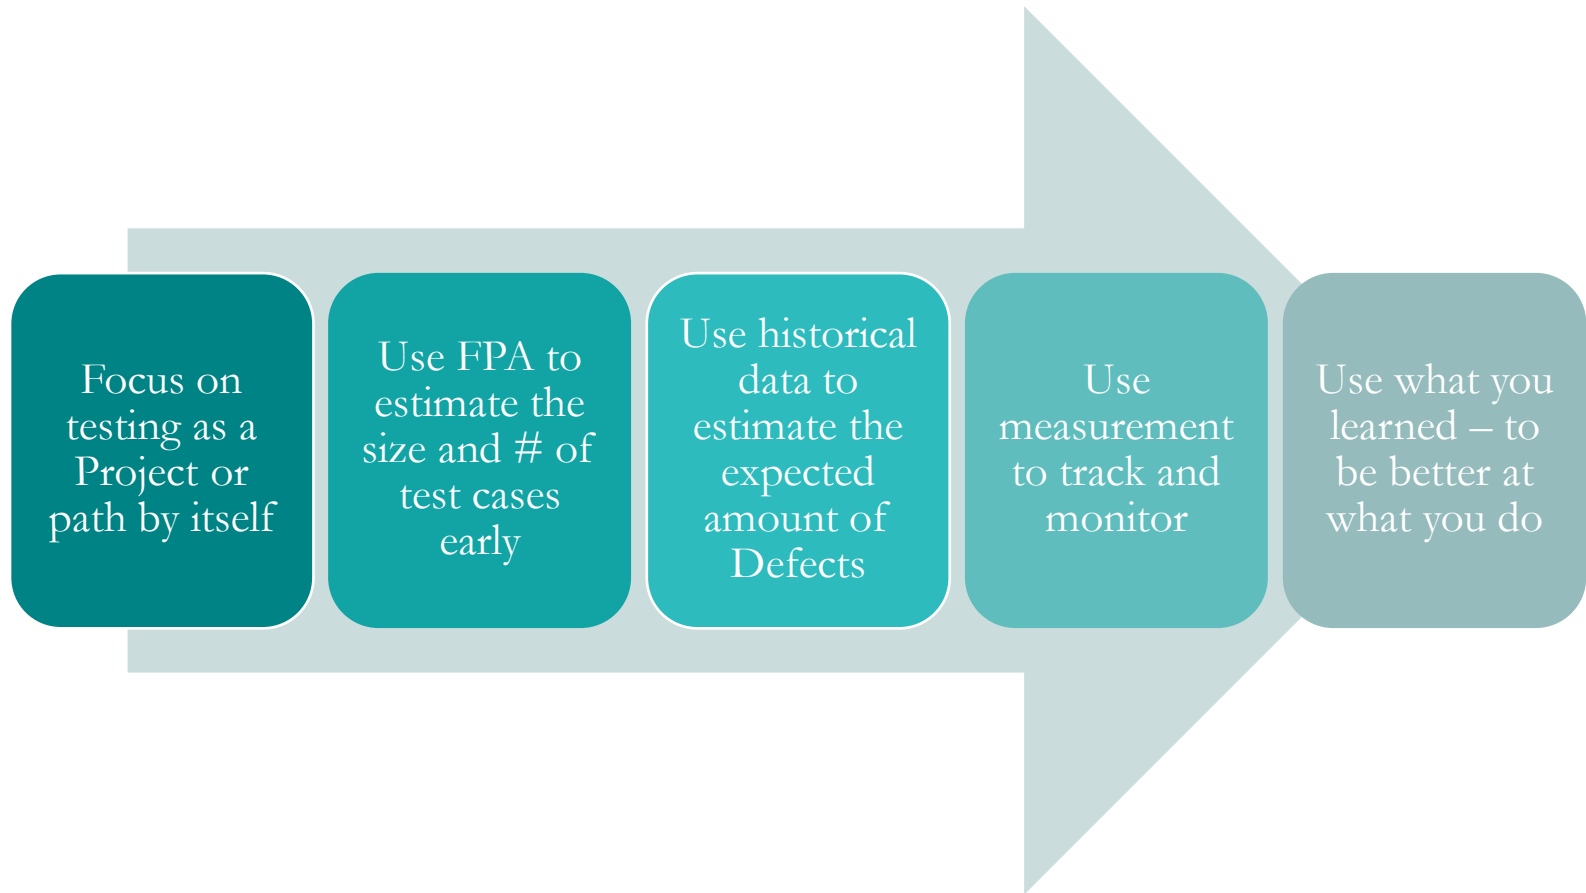 Focus on
testing as a
Project or
path by itself
Use FPA to
estimate the
size and # of
test cases
early
Use historical
data to
estimate the
expected
amount of
Defects
Use
measurement
to track and
monitor
Use what you
learned – to
be better at
what you do